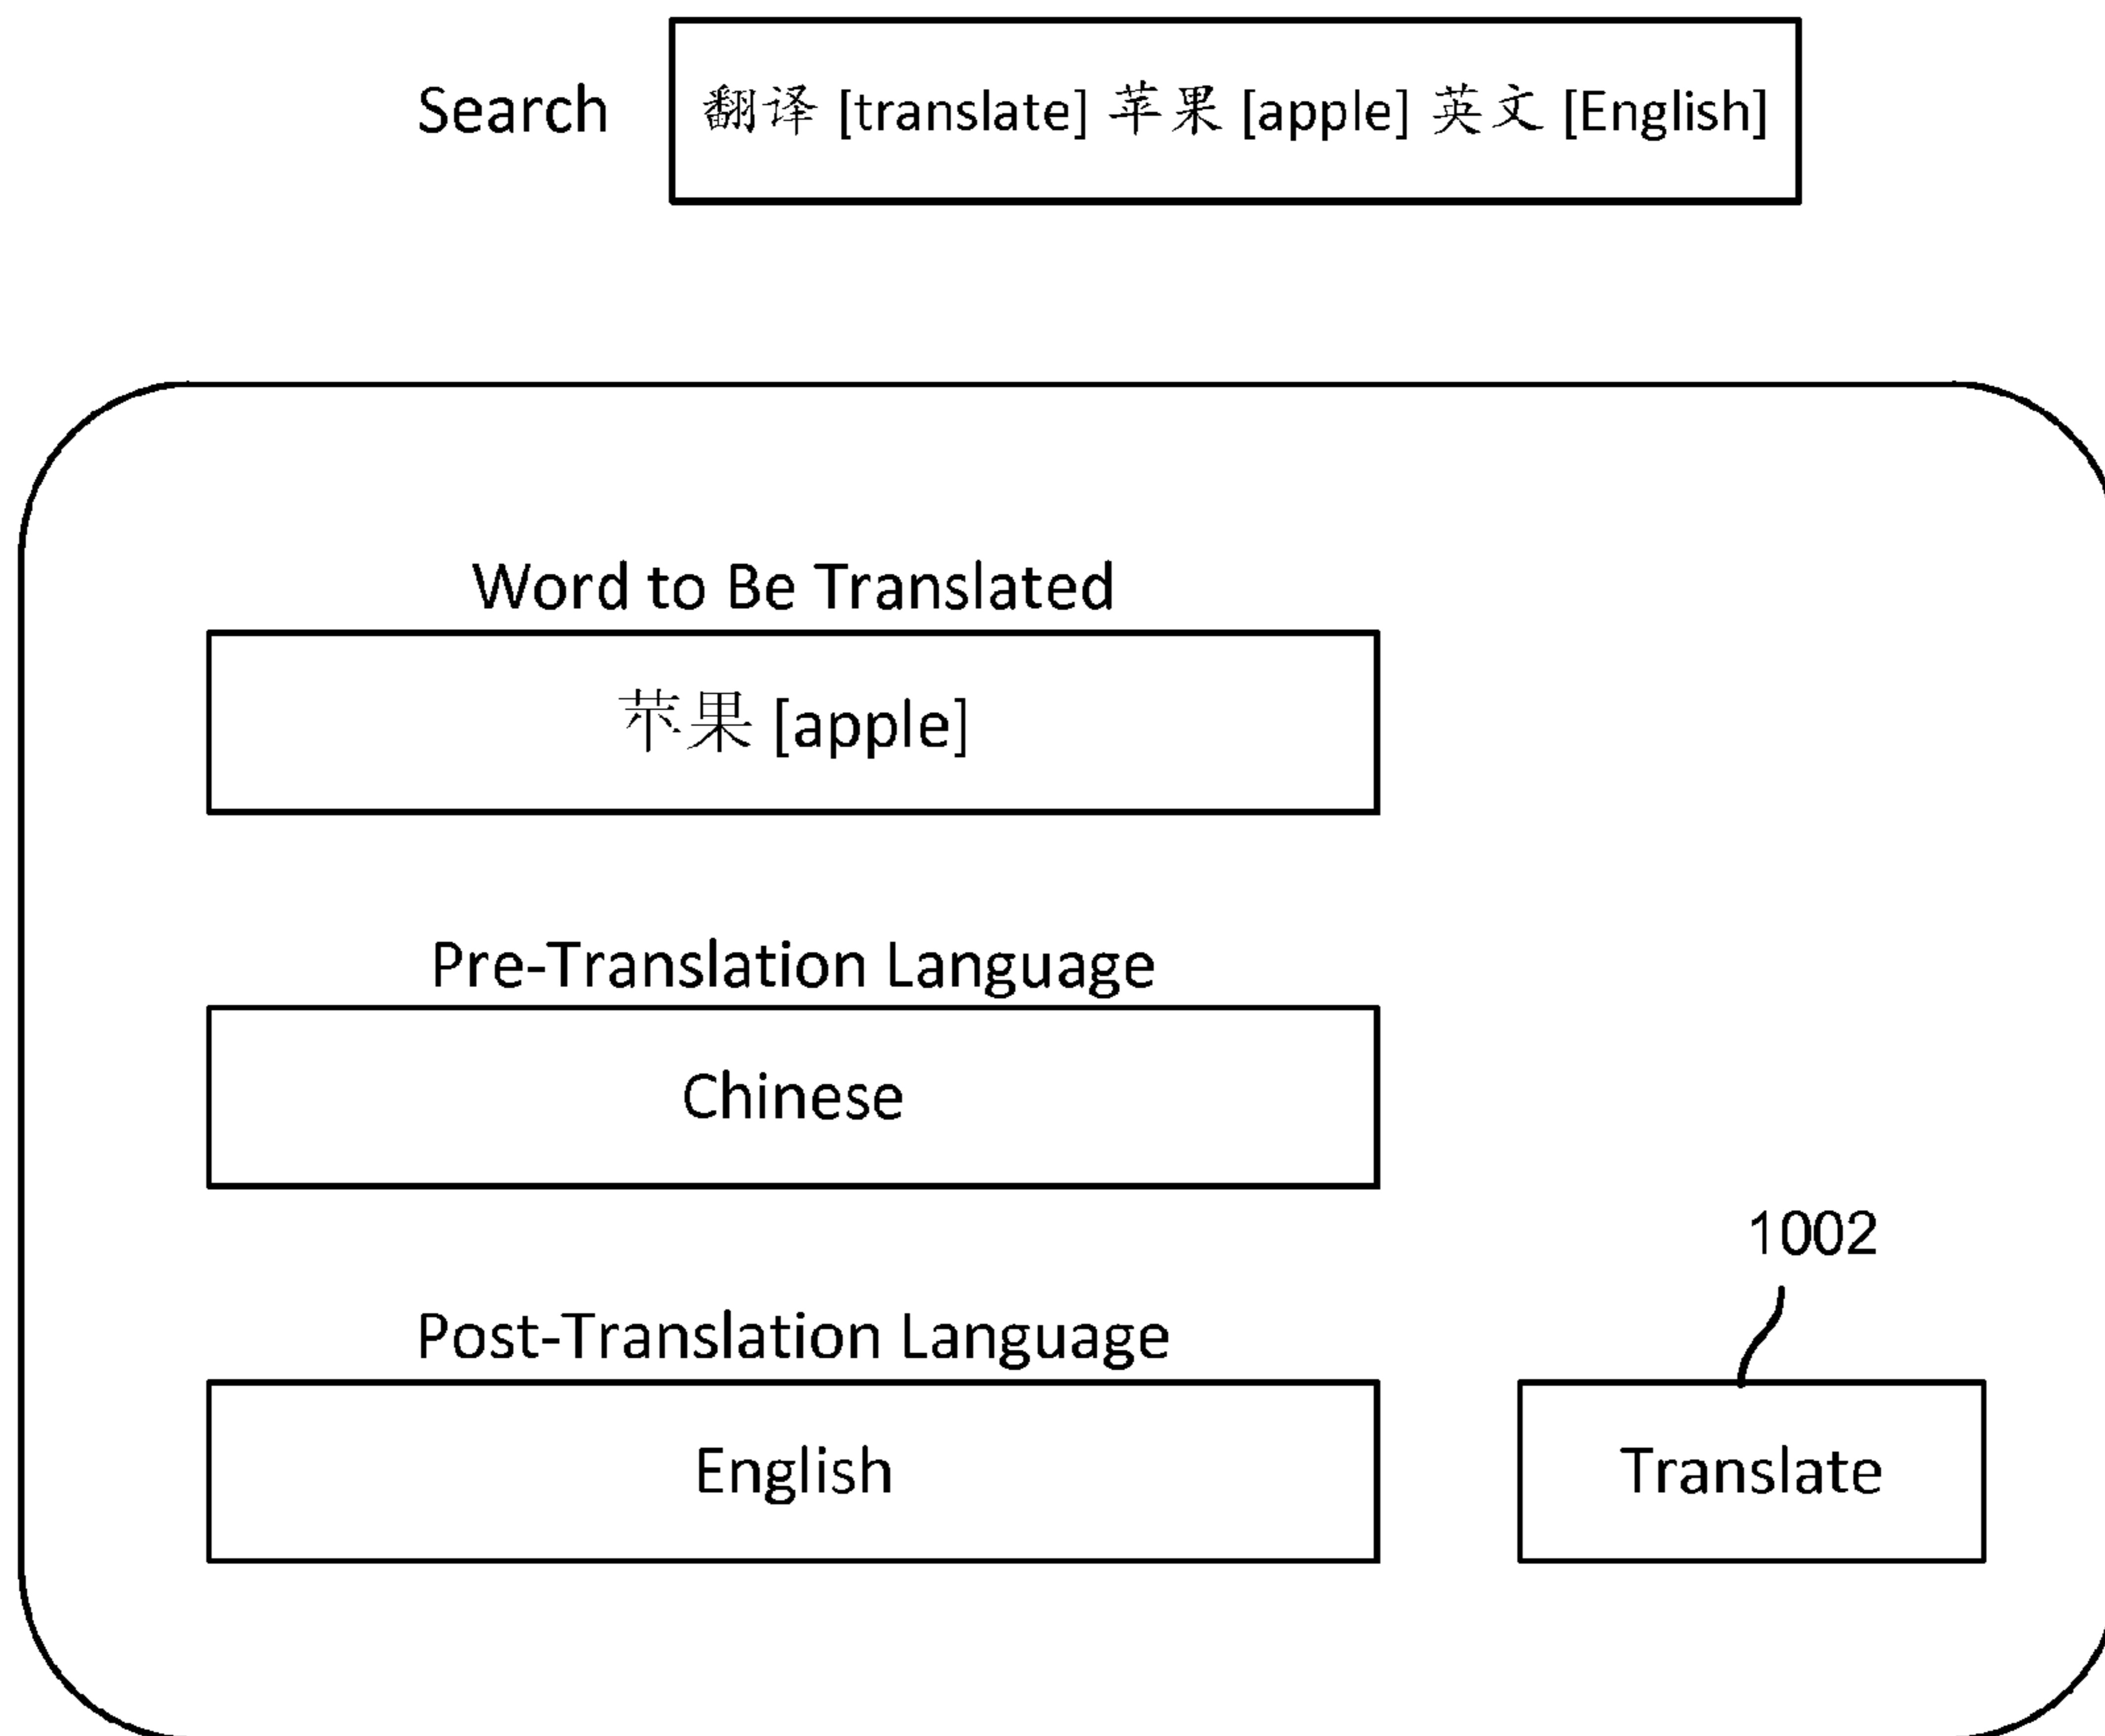 Search 翻译 [translate] 苹果 [apple] 英文 [English]
Word to Be Translated
苹果 [apple]
Pre-Translation Language
Chinese
1002
Post-Translation Language
English Translate